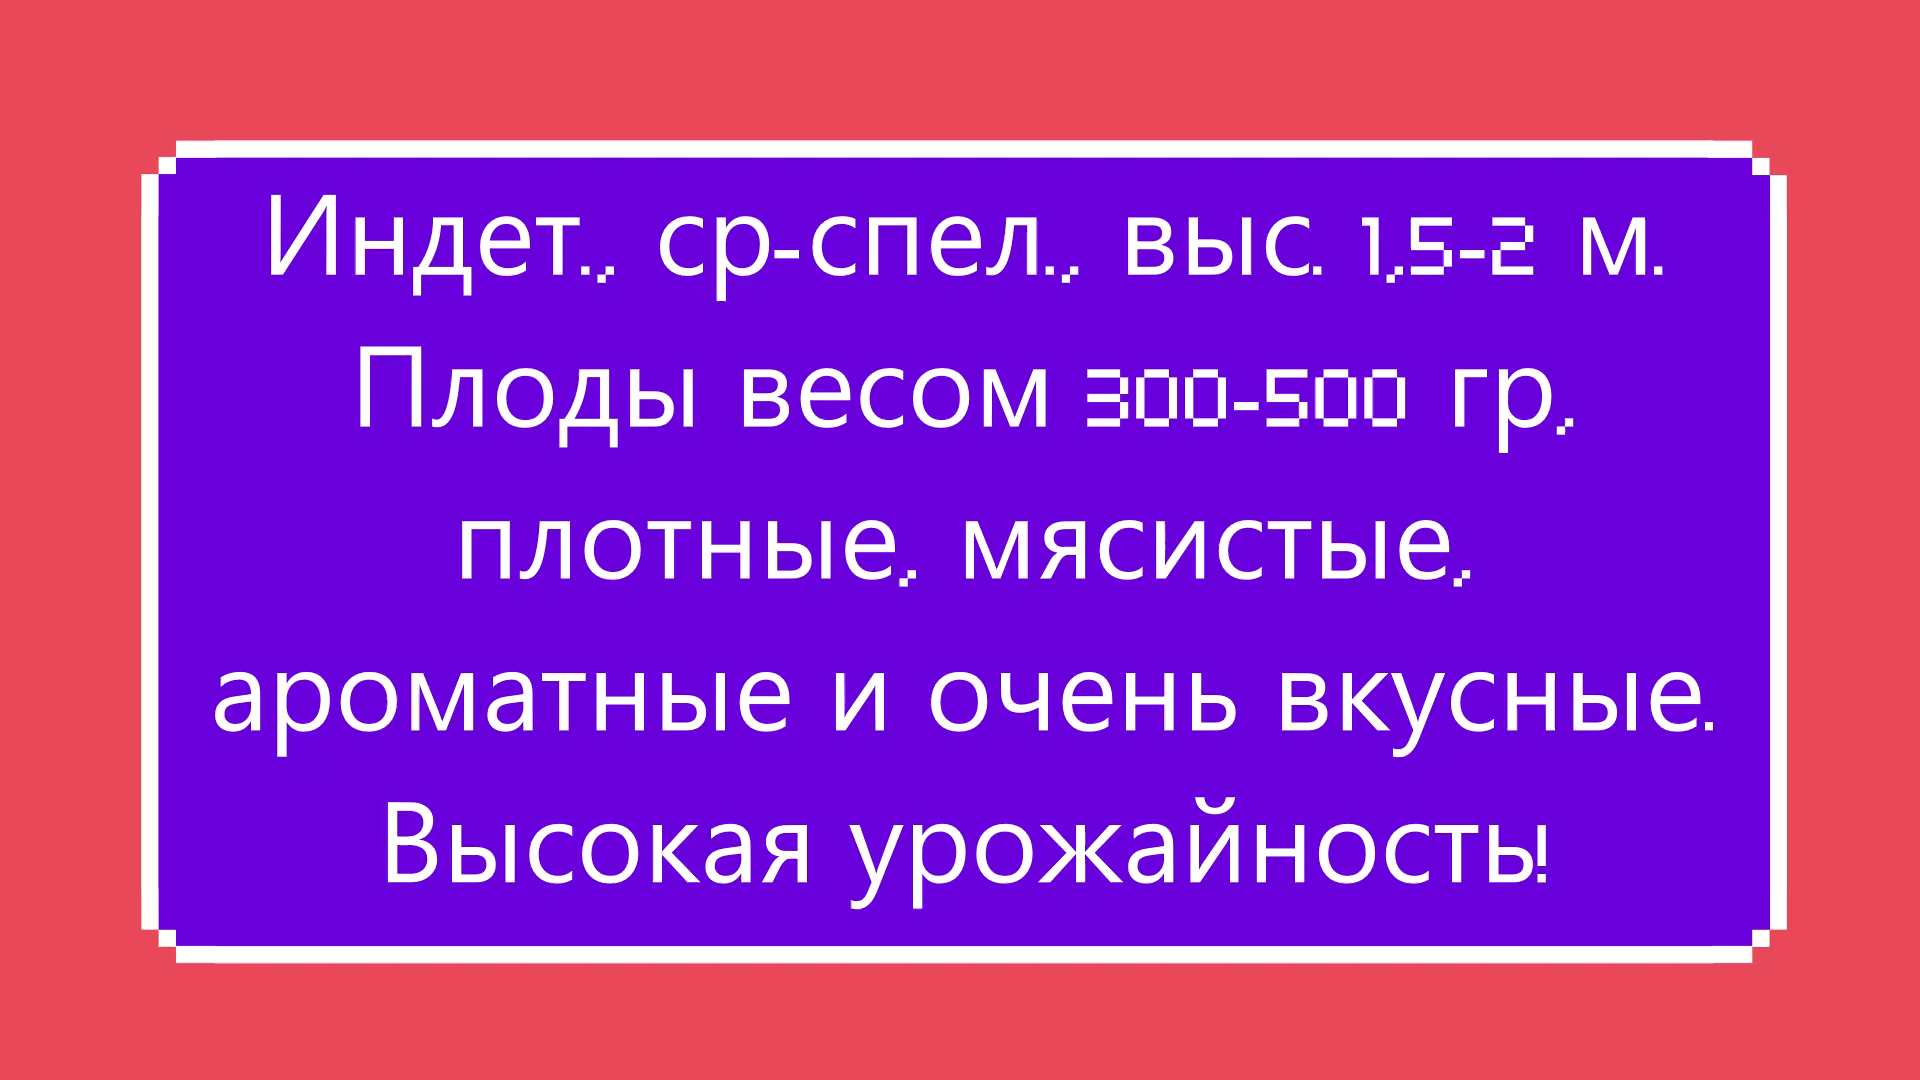 Индет., ср-спел., выс. 1,5-2 м.
Плоды весом 300-500 гр,
плотные, мясистые,
ароматные и очень вкусные.
Высокая урожайность!